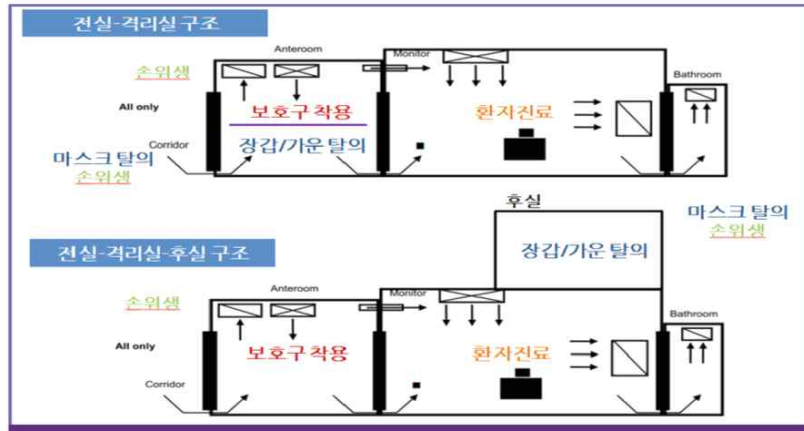 전실-격리실 구조
Anteroom
Monitor
손위생
Bathroom
All only
보호구 착용
환자진료
Corridor
장갑/가운 탈의
마스크 탈의
손위생
후실
마스크 탈의
손위생
장갑/가운 탈의
전실-격리실-후실 구조
Anteroom
Monitor
손위생
Bathroom
All only
보호구 착용
환자진료
Corridor